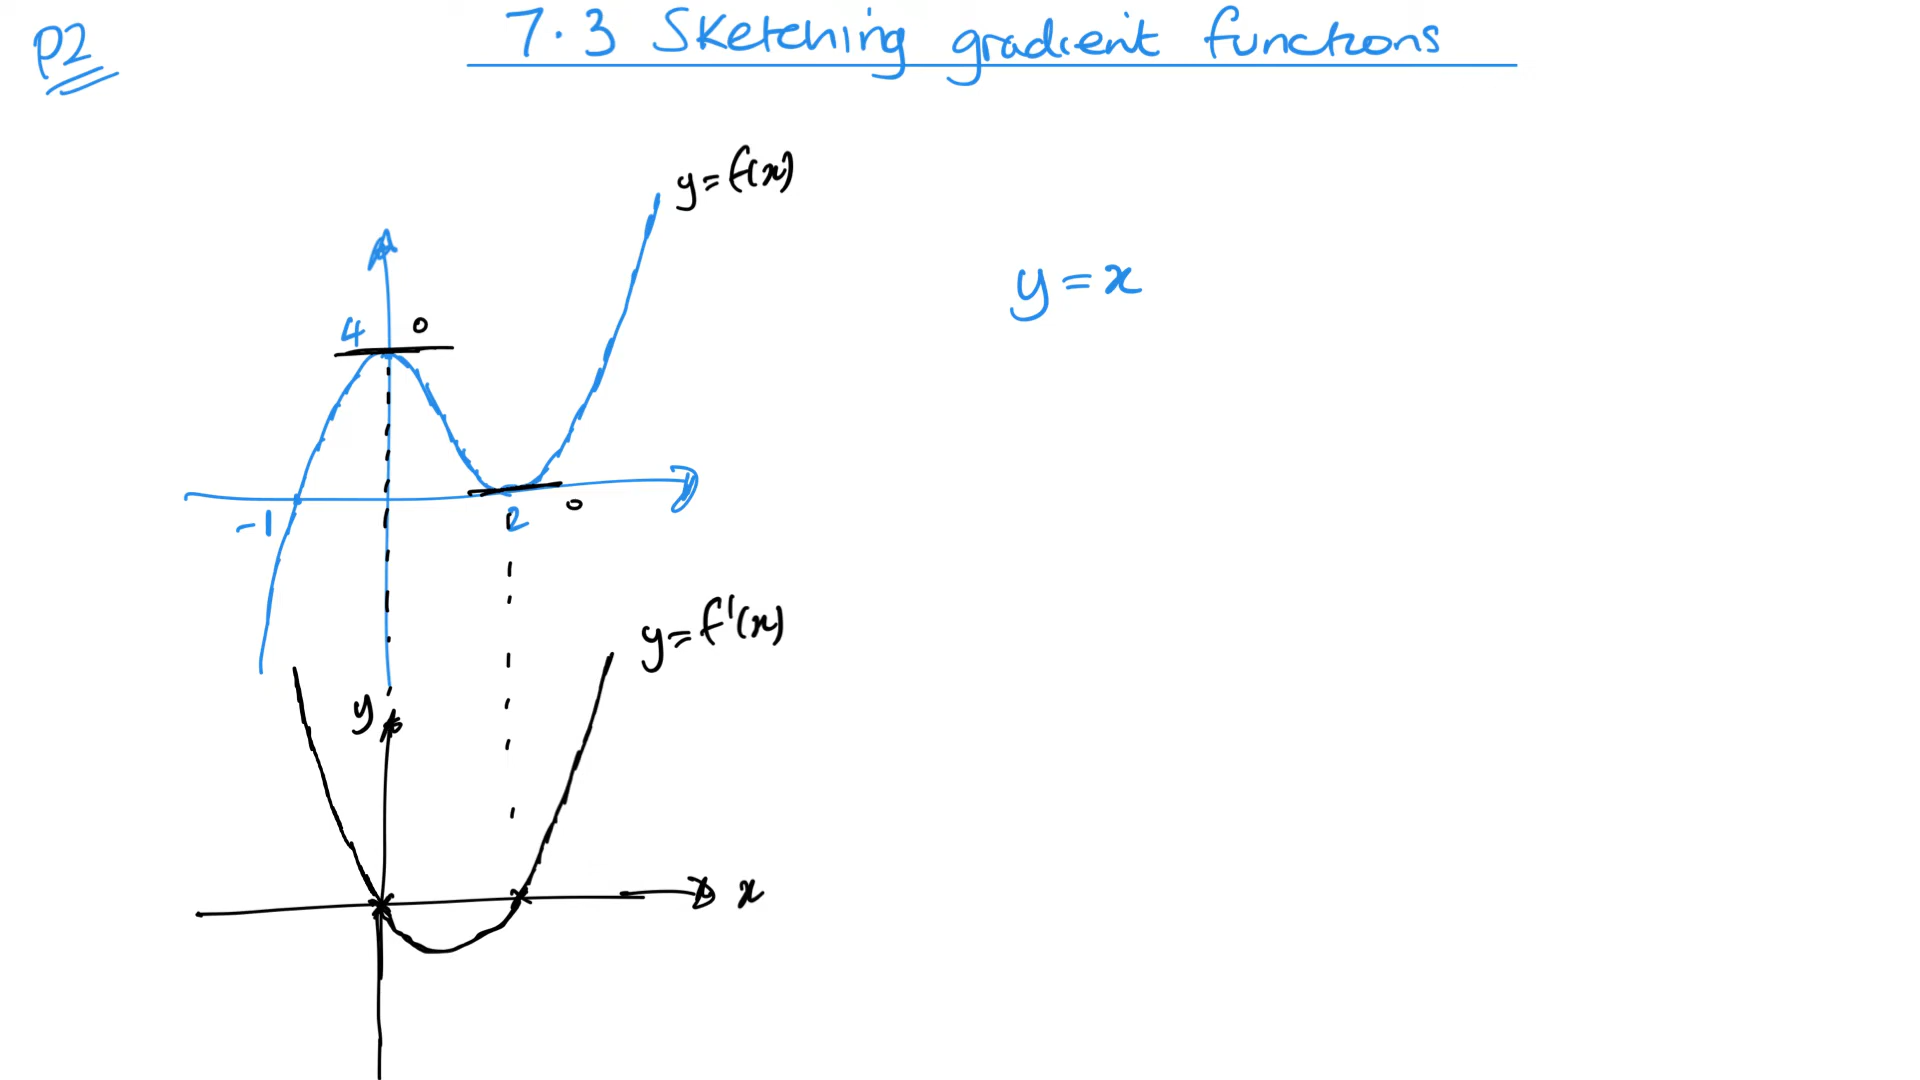 P2
7.3 Sketching gradient functions
y=f(x)
y=x
4
0
-1
2
0
y=f'(x)
y
x